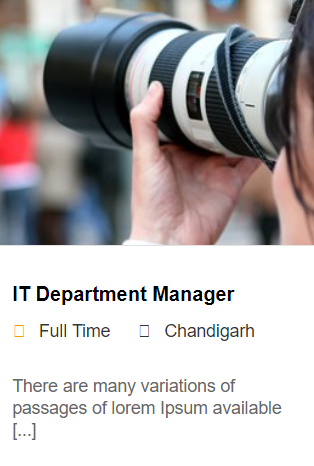 IT Department Manager
Full Time Chandigarh
There are many variations of
passages of lorem Ipsum available
[...]